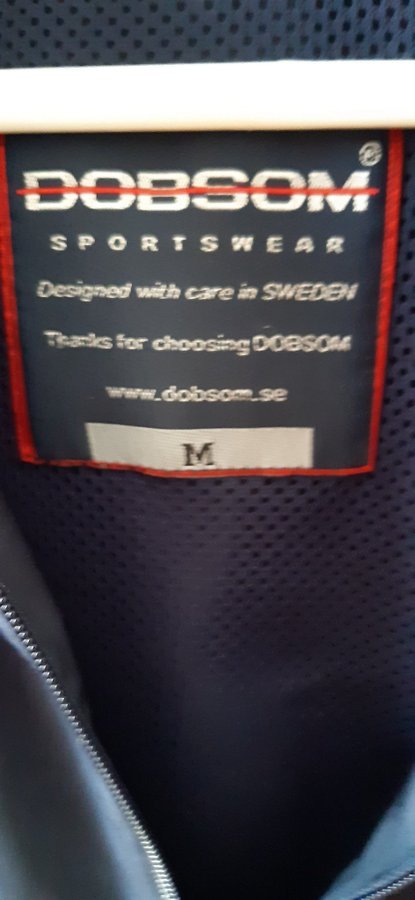 DOBSOM®
SPORTSWEAR
Designed with care in SWEDEN
Thanks for choosing DOBSOM
www.dobsom.se
M